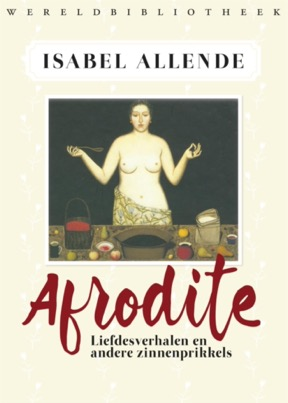 WERELDBIBLIOTHEEK
ISABEL ALLENDE
Afrodite
Liefdesverhalen en
andere zinnenprikkels